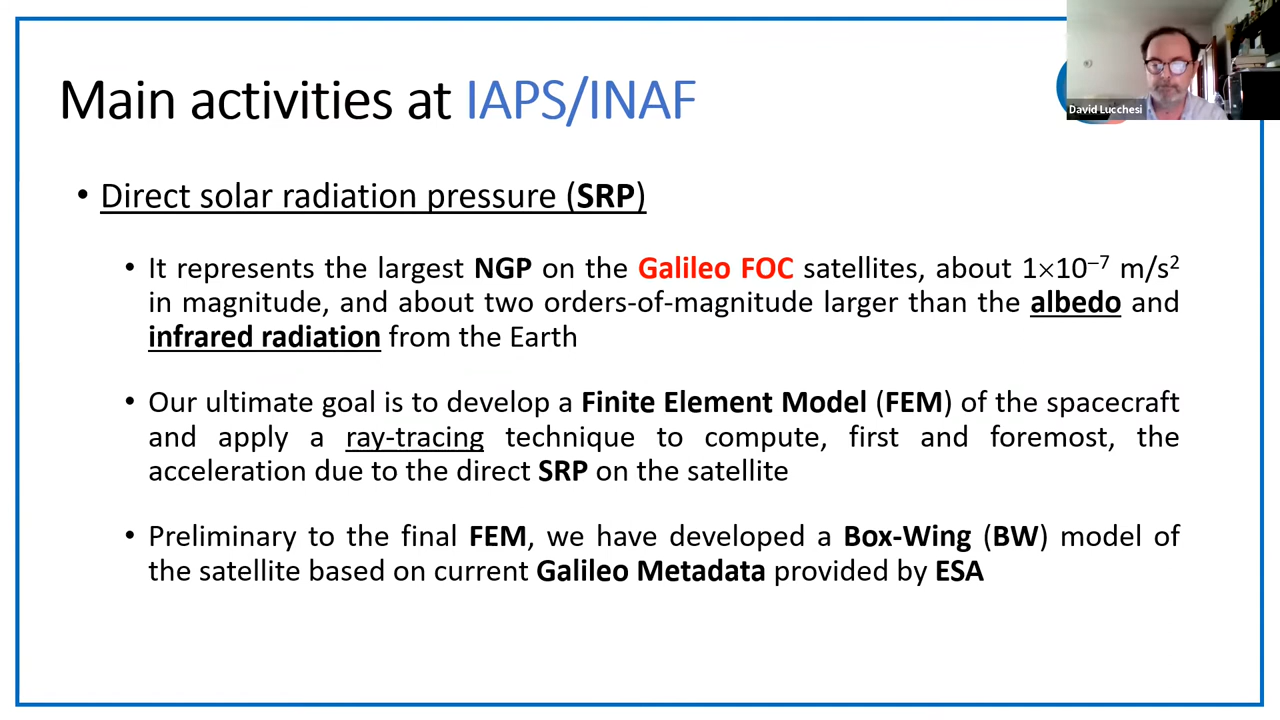 Main activities at IAPS/INAF
David Lucchesi
• Direct solar radiation pressure (SRP)
• It represents the largest NGP on the Galileo FOC satellites, about 1×10⁻⁷ m/s²
in magnitude, and about two orders-of-magnitude larger than the albedo and
infrared radiation from the Earth
• Our ultimate goal is to develop a Finite Element Model (FEM) of the spacecraft
and apply a ray-tracing technique to compute, first and foremost, the
acceleration due to the direct SRP on the satellite
• Preliminary to the final FEM, we have developed a Box-Wing (BW) model of
the satellite based on current Galileo Metadata provided by ESA